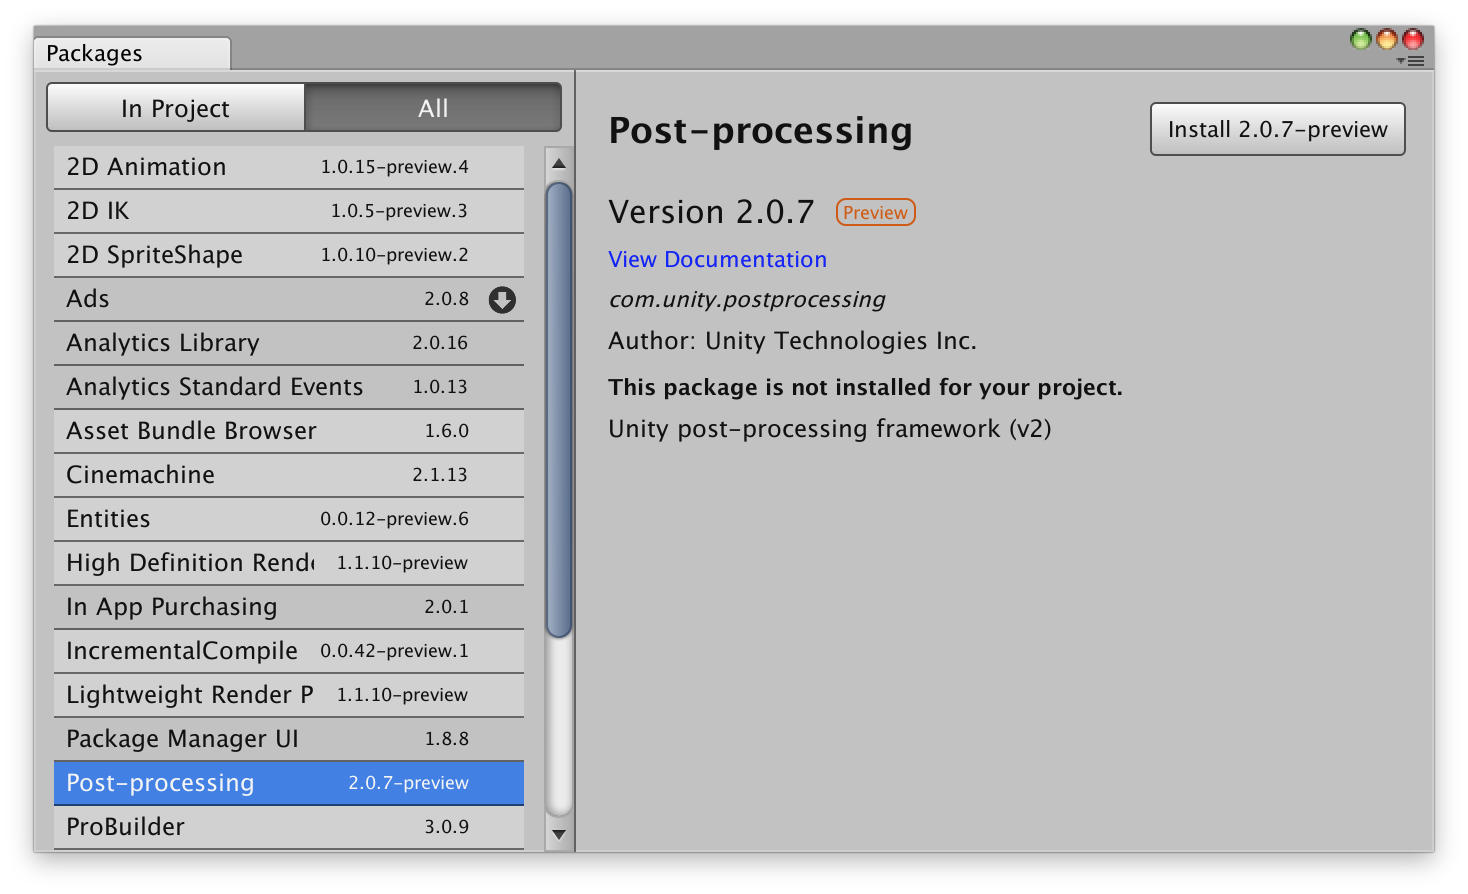 Packages
In Project
All
2D Animation 1.0.15-preview.4
2D IK 1.0.5-preview.3
2D SpriteShape 1.0.10-preview.2
Ads 2.0.8
Analytics Library 2.0.16
Analytics Standard Events 1.0.13
Asset Bundle Browser 1.6.0
Cinemachine 2.1.13
Entities 0.0.12-preview.6
High Definition Rende 1.1.10-preview
In App Purchasing 2.0.1
IncrementalCompile 0.0.42-preview.1
Lightweight Render P 1.1.10-preview
Package Manager UI 1.8.8
Post-processing 2.0.7-preview
ProBuilder 3.0.9
Post-processing
Install 2.0.7-preview
Version 2.0.7 Preview
View Documentation
com.unity.postprocessing
Author: Unity Technologies Inc.
This package is not installed for your project.
Unity post-processing framework (v2)